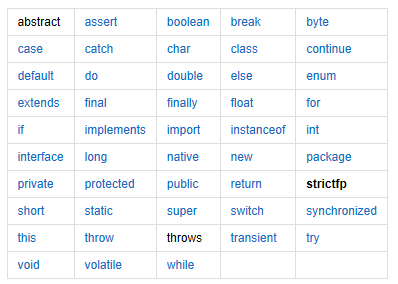 abstract assert boolean break byte
case catch char class continue
default do double else enum
extends final finally float for
if implements import instanceof int
interface long native new package
private protected public return strictfp
short static super switch synchronized
this throw throws transient try
void volatile while